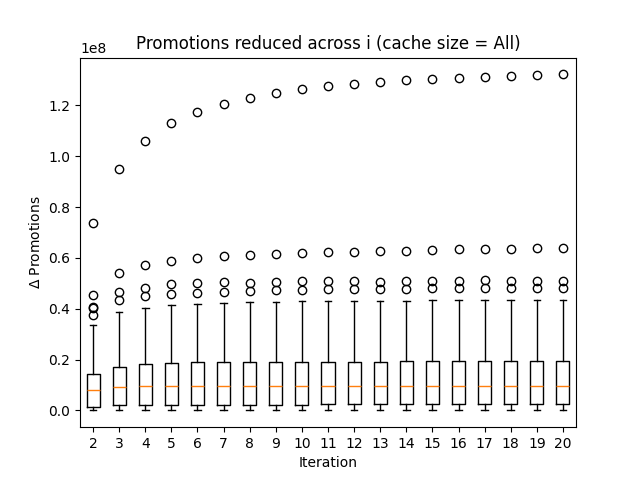 Promotions reduced across i (cache size = All)
1e8
1.2
1.0
0.8
0.6
0.4
0.2
0.0
Δ Promotions
2 3 4 5 6 7 8 9 10 11 12 13 14 15 16 17 18 19 20
Iteration